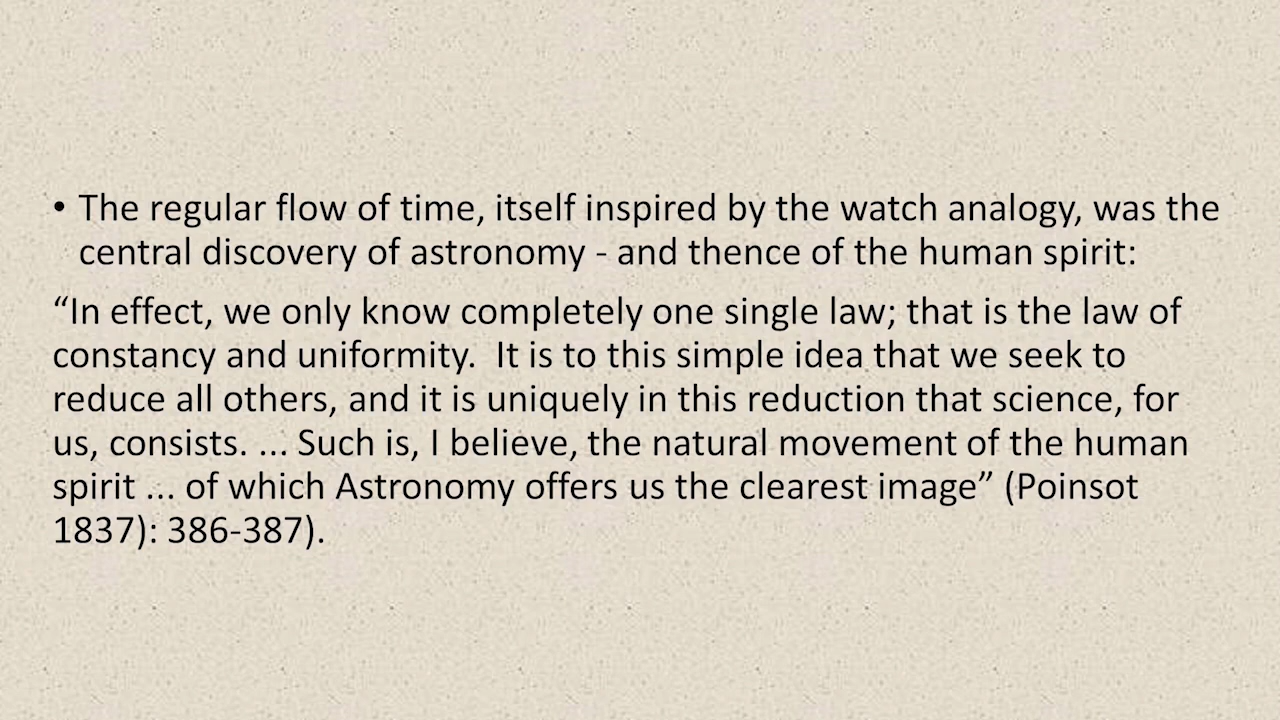 • The regular flow of time, itself inspired by the watch analogy, was the
central discovery of astronomy - and thence of the human spirit:
“In effect, we only know completely one single law; that is the law of
constancy and uniformity.  It is to this simple idea that we seek to
reduce all others, and it is uniquely in this reduction that science, for
us, consists. ... Such is, I believe, the natural movement of the human
spirit ... of which Astronomy offers us the clearest image” (Poinsot
1837): 386-387).